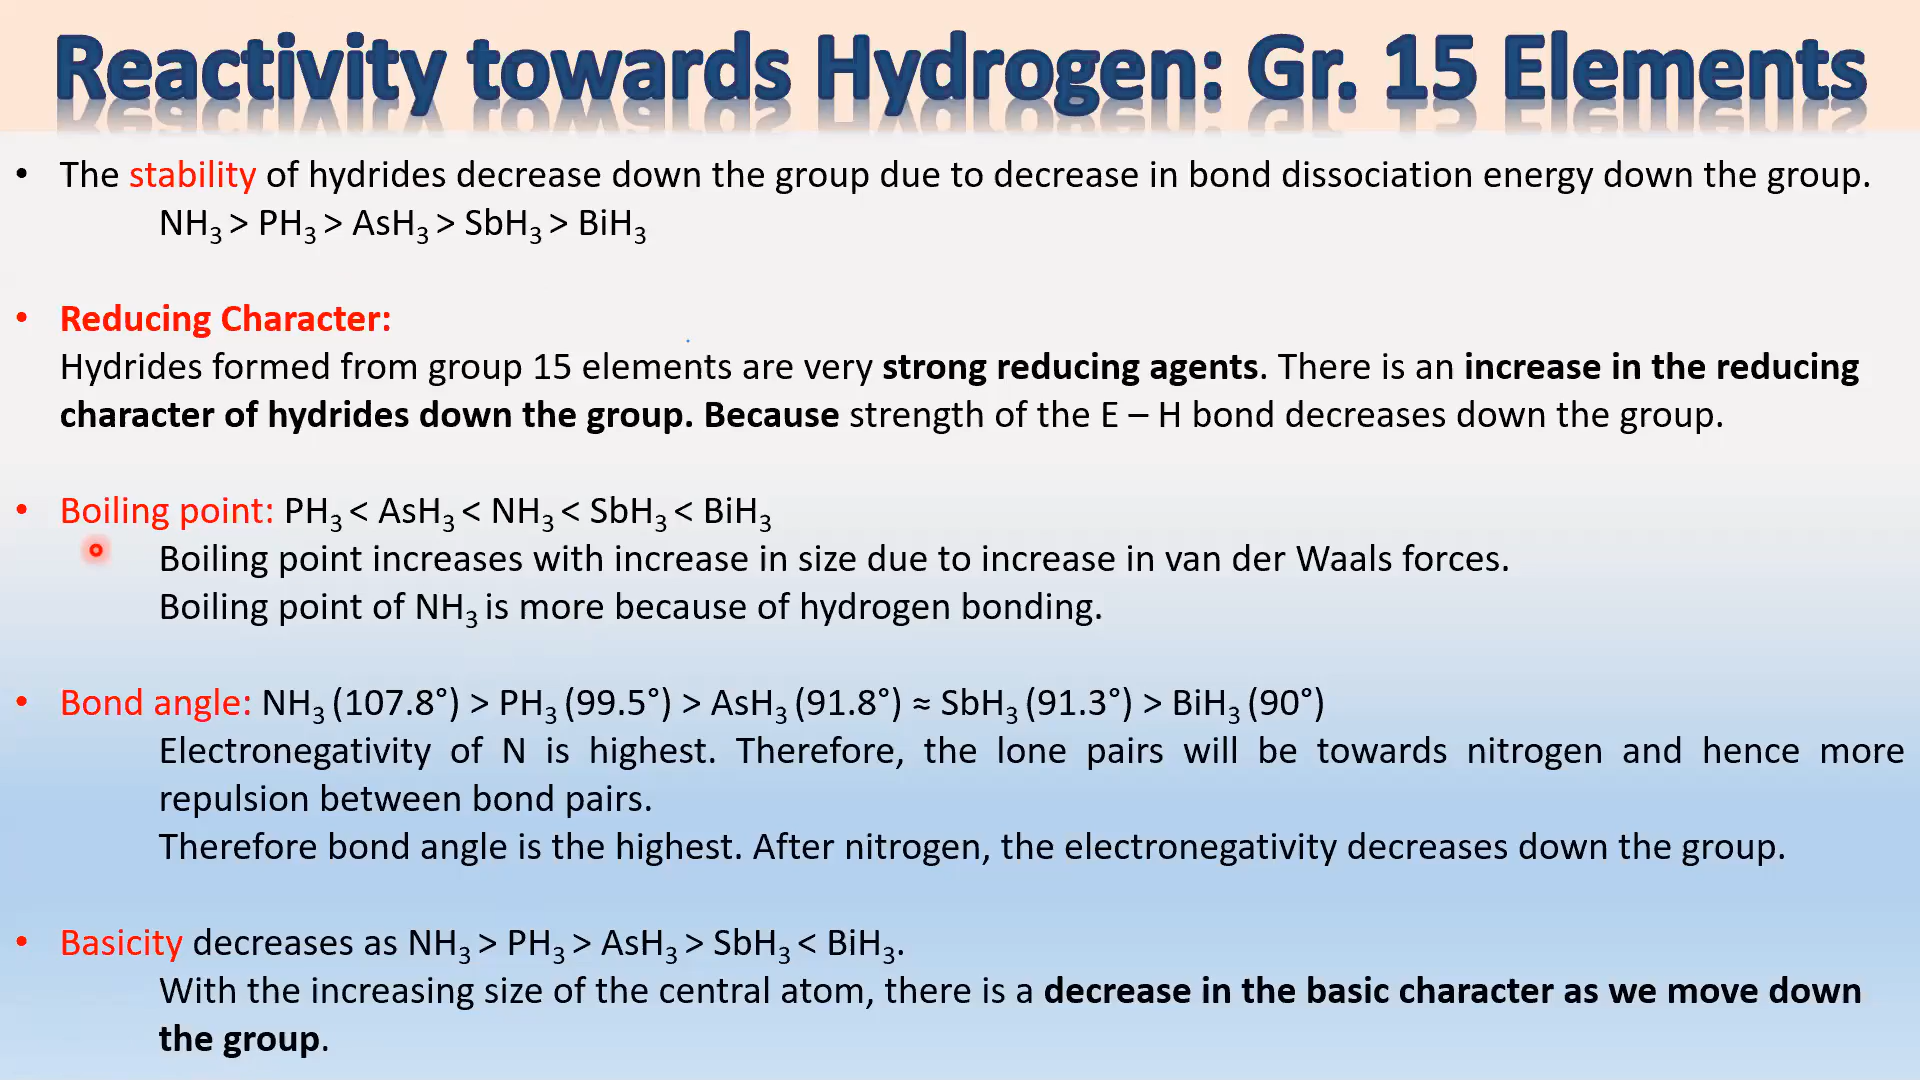 Reactivity towards Hydrogen: Gr. 15 Elements
• The stability of hydrides decrease down the group due to decrease in bond dissociation energy down the group.
NH₃ > PH₃ > AsH₃ > SbH₃ > BiH₃
• Reducing Character:
Hydrides formed from group 15 elements are very strong reducing agents. There is an increase in the reducing
character of hydrides down the group. Because strength of the E – H bond decreases down the group.
• Boiling point: PH₃ < AsH₃ < NH₃ < SbH₃ < BiH₃
Boiling point increases with increase in size due to increase in van der Waals forces.
Boiling point of NH₃ is more because of hydrogen bonding.
• Bond angle: NH₃ (107.8°) > PH₃ (99.5°) > AsH₃ (91.8°) ≈ SbH₃ (91.3°) > BiH₃ (90°)
Electronegativity of N is highest. Therefore, the lone pairs will be towards nitrogen and hence more
repulsion between bond pairs.
Therefore bond angle is the highest. After nitrogen, the electronegativity decreases down the group.
• Basicity decreases as NH₃ > PH₃ > AsH₃ > SbH₃ < BiH₃.
With the increasing size of the central atom, there is a decrease in the basic character as we move down
the group.